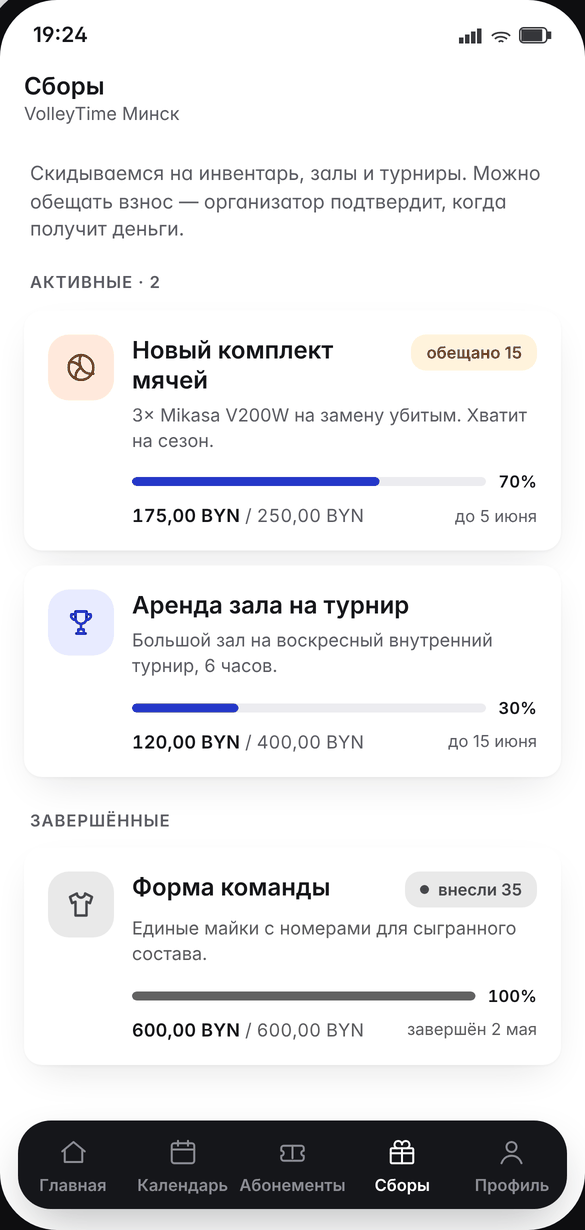 19:24
Сборы
VolleyTime Минск
Скидываемся на инвентарь, залы и турниры. Можно
обещать взнос — организатор подтвердит, когда
получит деньги.
АКТИВНЫЕ · 2
Новый комплект
мячей
обещано 15
3× Mikasa V200W на замену убитым. Хватит
на сезон.
70%
175,00 BYN / 250,00 BYN
до 5 июня
Аренда зала на турнир
Большой зал на воскресный внутренний
турнир, 6 часов.
30%
120,00 BYN / 400,00 BYN
до 15 июня
ЗАВЕРШЁННЫЕ
Форма команды
внесли 35
Единые майки с номерами для сыгранного
состава.
100%
600,00 BYN / 600,00 BYN
завершён 2 мая
Главная
Календарь
Абонементы
Сборы
Профиль